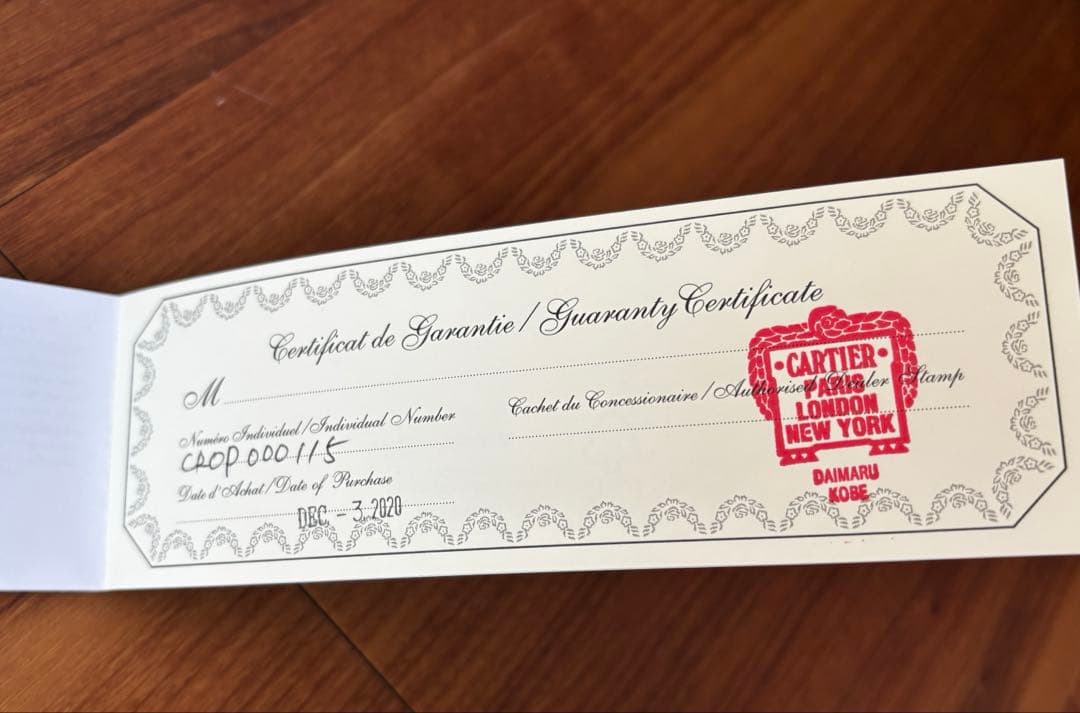 Certificat de Garantie / Guaranty Certificate
M
Numéro Individuel / Individual Number
CROP000115
Date d'Achat / Date of Purchase
DEC. - 3. 2020
Cachet du Concessionaire / Authorised Dealer Stamp
CARTIER
PARIS
LONDON
NEW YORK
DAIMARU
KOBE